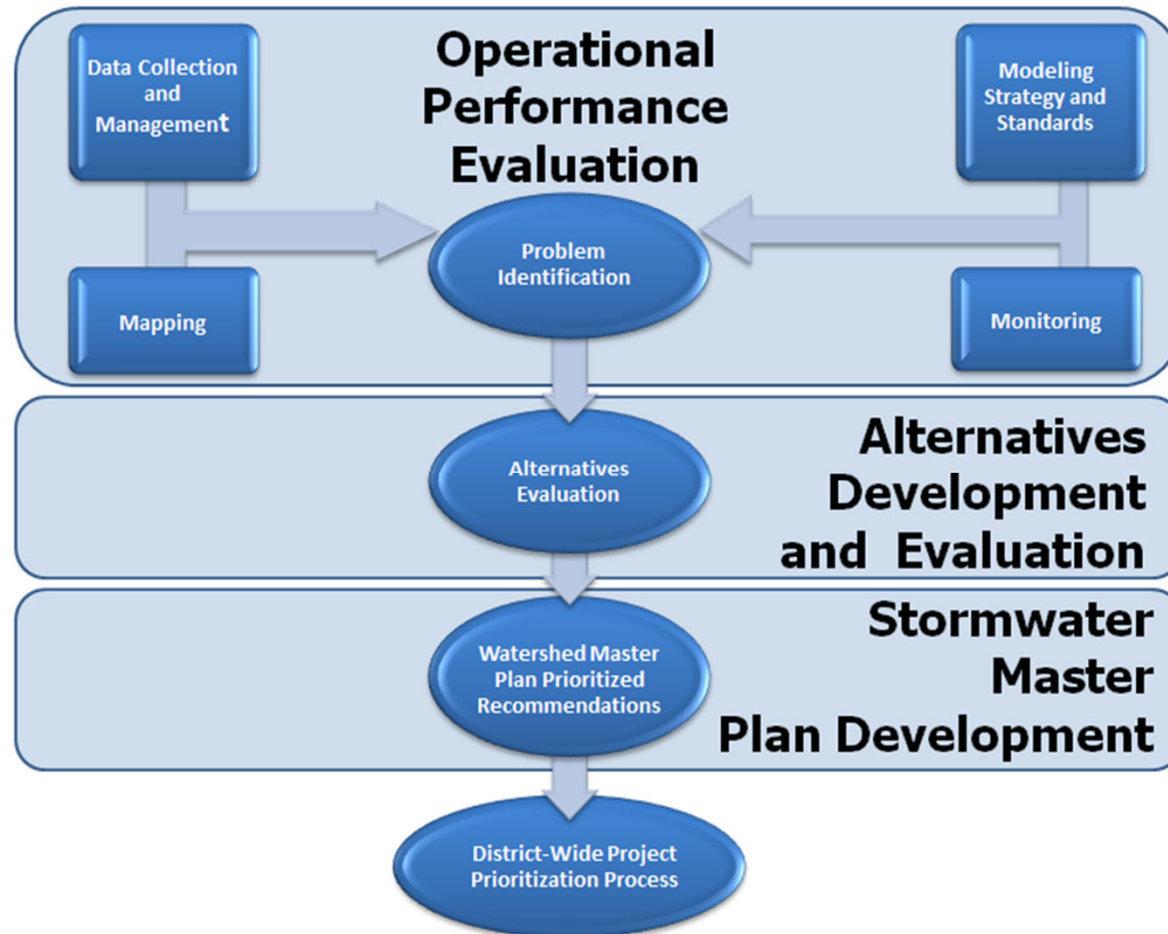 Operational
Performance
Evaluation
Data Collection
and
Management
Modeling
Strategy and
Standards
Problem
Identification
Mapping
Monitoring
Alternatives
Development
and Evaluation
Alternatives
Evaluation
Stormwater
Master
Plan Development
Watershed Master
Plan Prioritized
Recommendations
District-Wide Project
Prioritization Process